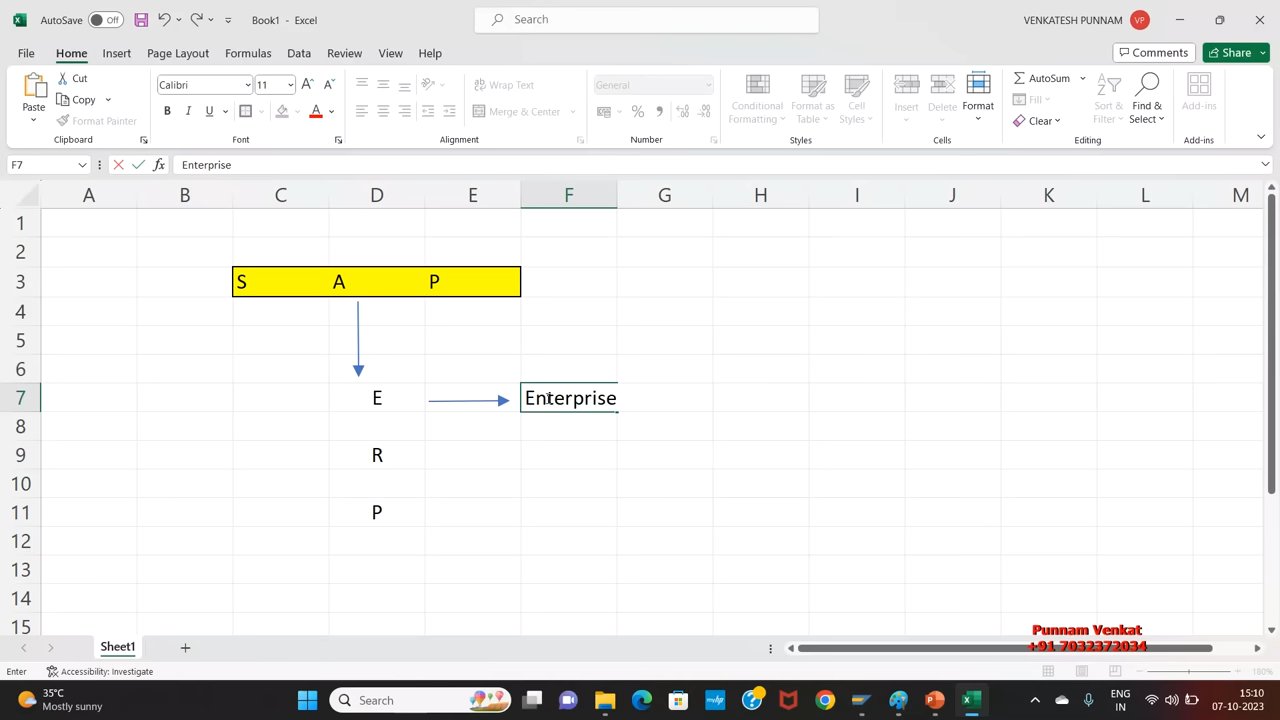 AutoSave Off Book1 - Excel Search VENKATESH PUNNAM VP
File Home Insert Page Layout Formulas Data Review View Help Comments Share
Paste Cut Copy Format Painter Clipboard
Calibri 11 B I U A Font
Wrap Text Merge & Center Alignment
General % , Number
Conditional Formatting Format as Table Cell Styles Styles
Insert Delete Format Cells
AutoSum Fill Clear Sort & Filter Find & Select Editing
Add-ins Add-ins
F7 fx Enterprise
A B C D E F G H I J K L M
1
2
3 S A P
4
5
6
7 E Enterprise
8
9 R
10
11 P
12
13
14
15
Punnam Venkat
+91 7032372034
Sheet1
Enter Accessibility: Investigate 180%
35°C
Mostly sunny
Search
ENG
IN
15:10
07-10-2023